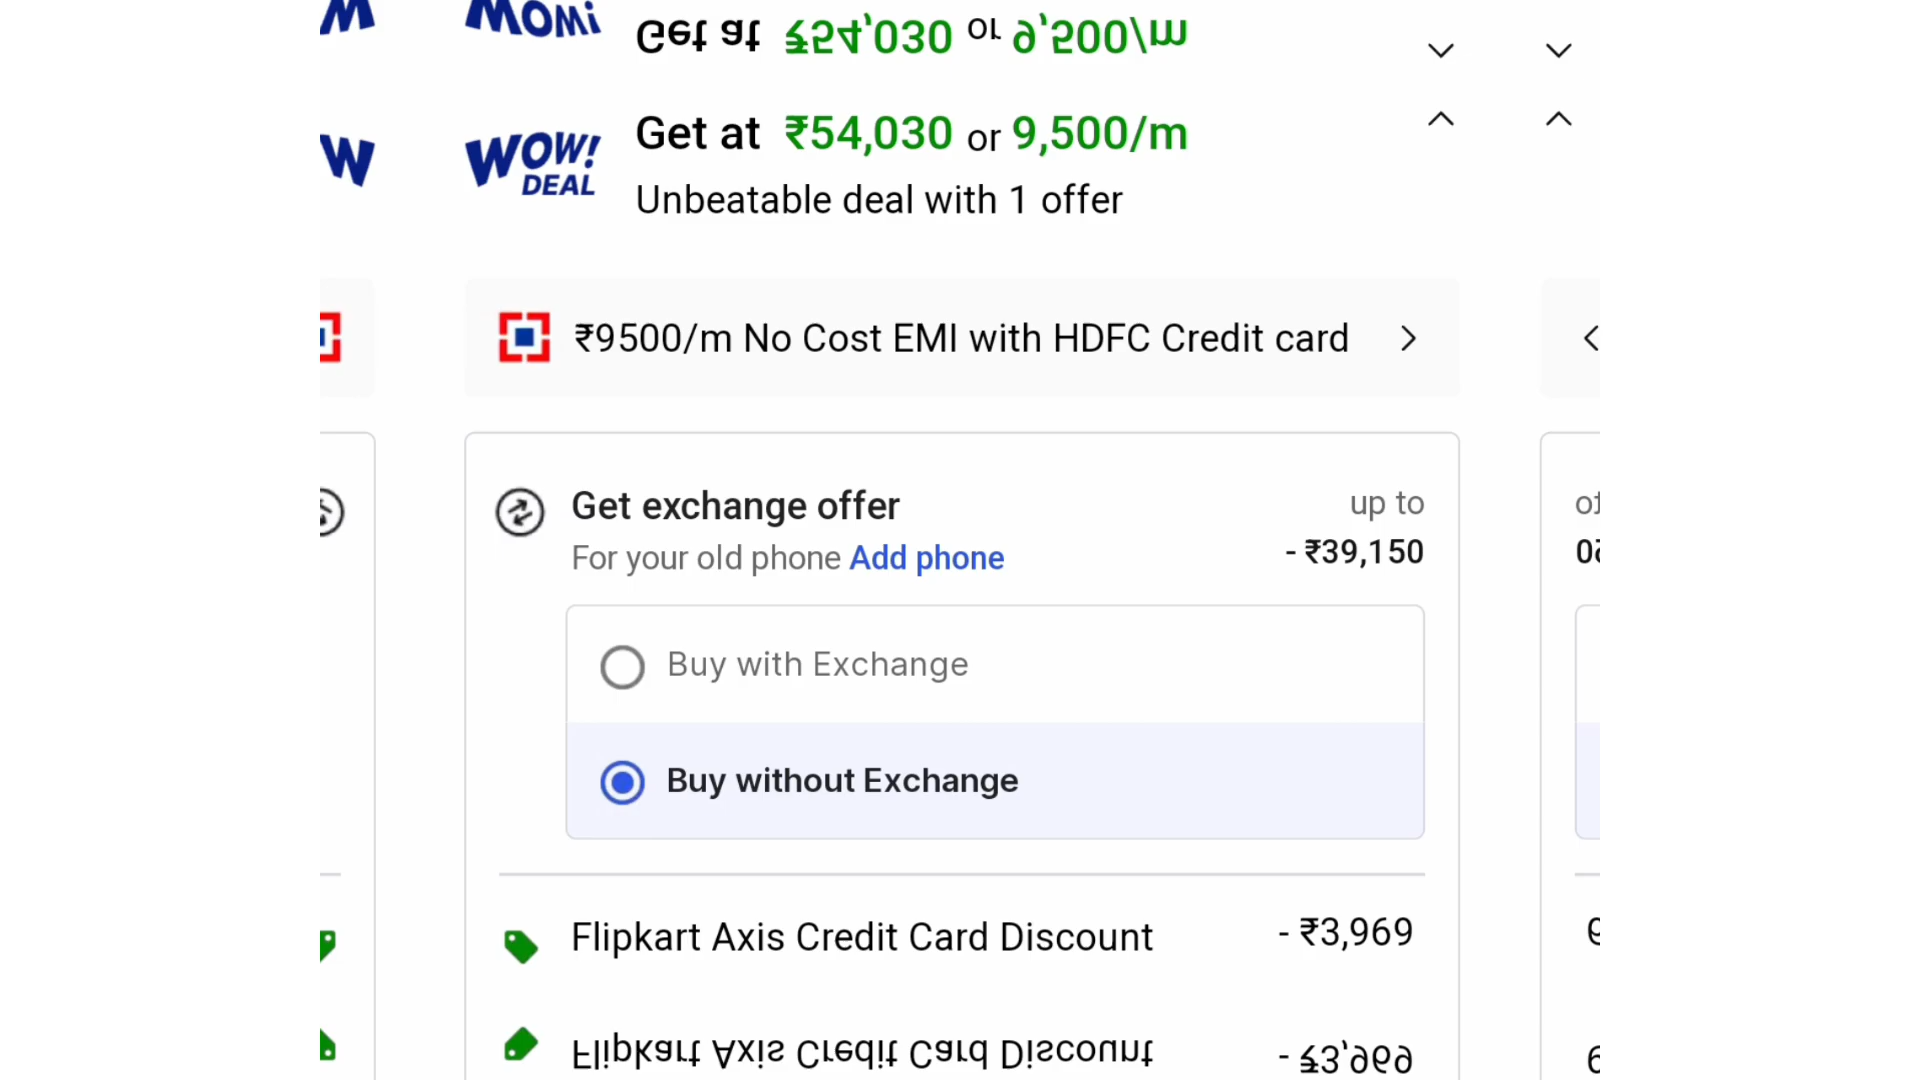 Get at ₹54,030 or 9,500/m
WOW!
DEAL
Get at ₹54,030 or 9,500/m
Unbeatable deal with 1 offer
₹9500/m No Cost EMI with HDFC Credit card
Get exchange offer
up to
For your old phone Add phone
- ₹39,150
Buy with Exchange
Buy without Exchange
Flipkart Axis Credit Card Discount
- ₹3,969
Flipkart Axis Credit Card Discount
- ₹3,969